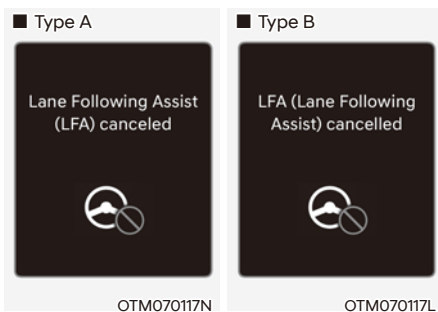 ■ Type A
Lane Following Assist
(LFA) canceled
OTM070117N
■ Type B
LFA (Lane Following
Assist) cancelled
OTM070117L